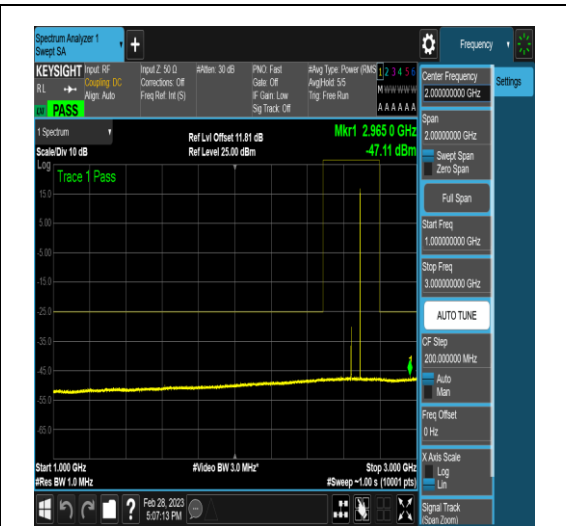 Spectrum Analyzer 1
Swept SA
Frequency
KEYSIGHT
RL
PASS
Input: RF
Coupling: DC
Align: Auto
Input Z: 50 Ω
Corrections: Off
Freq Ref: Int (S)
#Atten: 30 dB
PNO: Fast
Gate: Off
IF Gain: Low
Sig Track: Off
#Avg Type: Power (RMS
Avg|Hold: 5/5
Trig: Free Run
1 2 3 4 5 6
M W W W W W
A A A A A A
1 Spectrum
Scale/Div 10 dB
Ref Lvl Offset 11.81 dB
Ref Level 25.00 dBm
Mkr1 2.965 0 GHz
-47.11 dBm
Log
Trace 1 Pass
15.0
5.00
-5.00
-15.0
-25.0
-35.0
-45.0
-55.0
-65.0
1
Start 1.000 GHz
#Res BW 1.0 MHz
#Video BW 3.0 MHz*
Stop 3.000 GHz
#Sweep ~1.00 s (10001 pts)
?
Feb 28, 2023
5:07:13 PM
Center Frequency
2.000000000 GHz
Settings
Span
2.00000000 GHz
Swept Span
Zero Span
Full Span
Start Freq
1.000000000 GHz
Stop Freq
3.000000000 GHz
AUTO TUNE
CF Step
200.000000 MHz
Auto
Man
Freq Offset
0 Hz
X Axis Scale
Log
Lin
Signal Track
(Span Zoom)